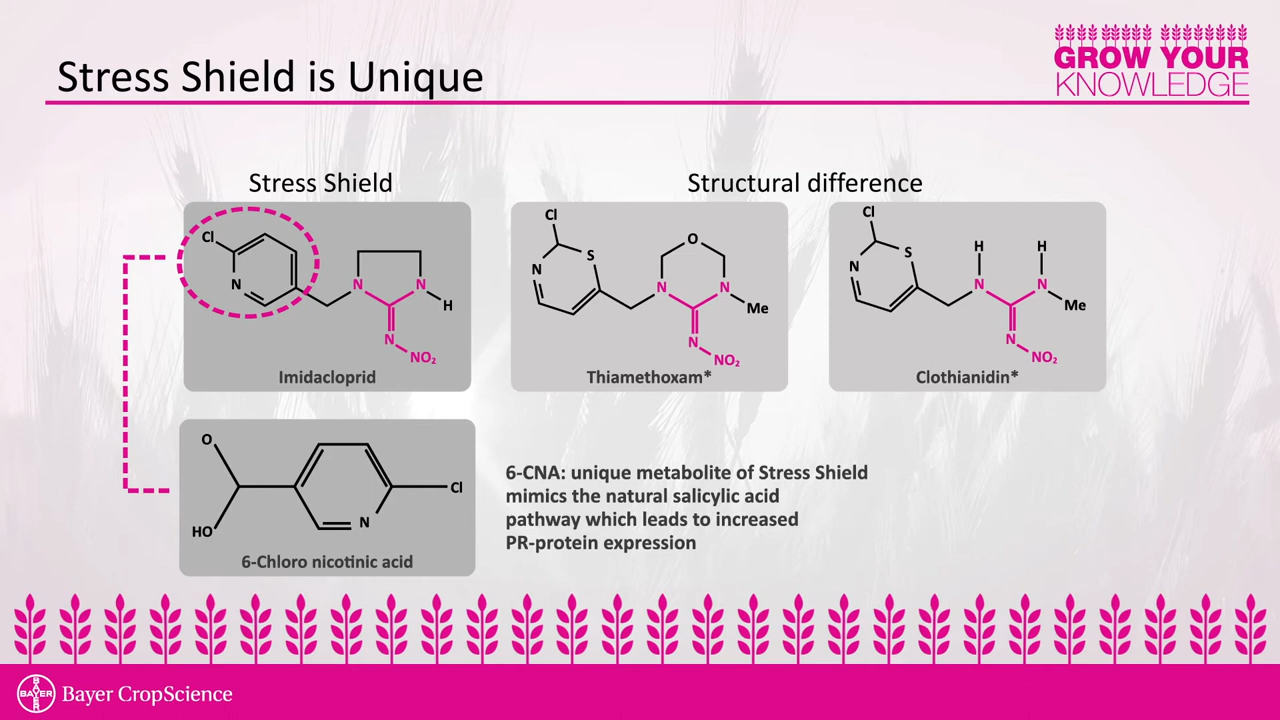 Stress Shield is Unique
GROW YOUR
KNOWLEDGE
Stress Shield
Structural difference
Cl
N
N
N
H
N
NO₂
Imidacloprid
Cl
S
N
O
N
N
Me
N
NO₂
Thiamethoxam*
Cl
S
N
H
H
N
N
Me
N
NO₂
Clothianidin*
O
HO
N
Cl
6-Chloro nicotinic acid
6-CNA: unique metabolite of Stress Shield
mimics the natural salicylic acid
pathway which leads to increased
PR-protein expression
BAYER
Bayer CropScience